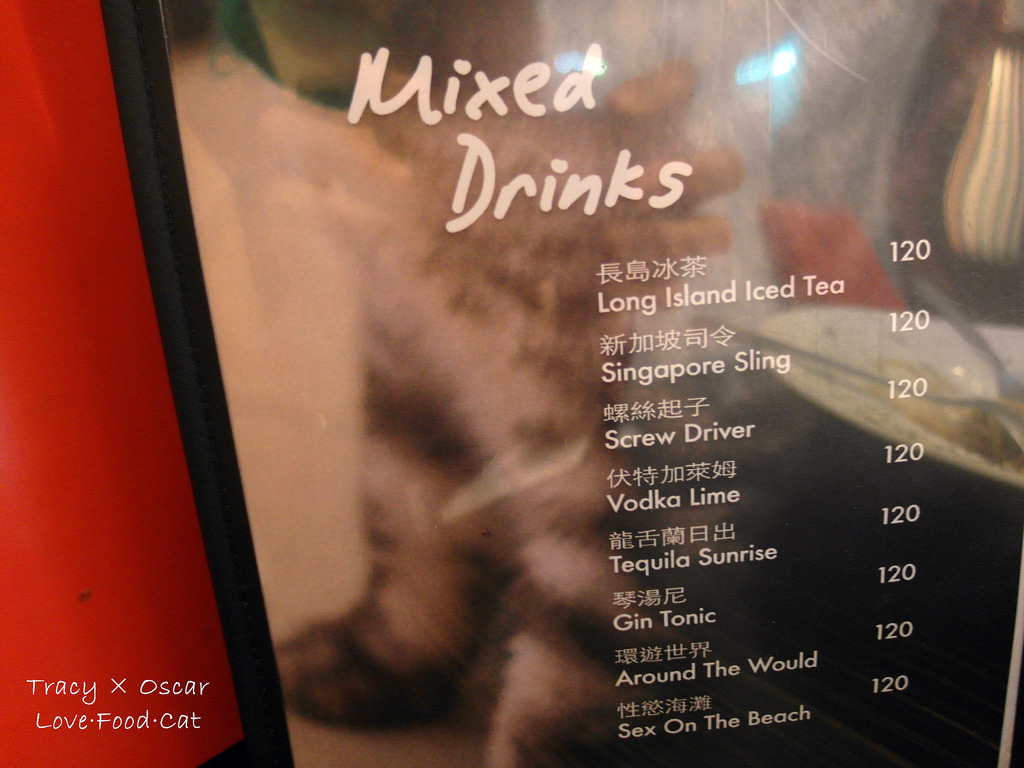 Mixed
Drinks
長島冰茶 120
Long Island Iced Tea
新加坡司令 120
Singapore Sling
螺絲起子 120
Screw Driver
伏特加萊姆 120
Vodka Lime
龍舌蘭日出 120
Tequila Sunrise
琴湯尼 120
Gin Tonic
環遊世界 120
Around The Would
性慾海灘 120
Sex On The Beach
Tracy × Oscar
Love·Food·Cat